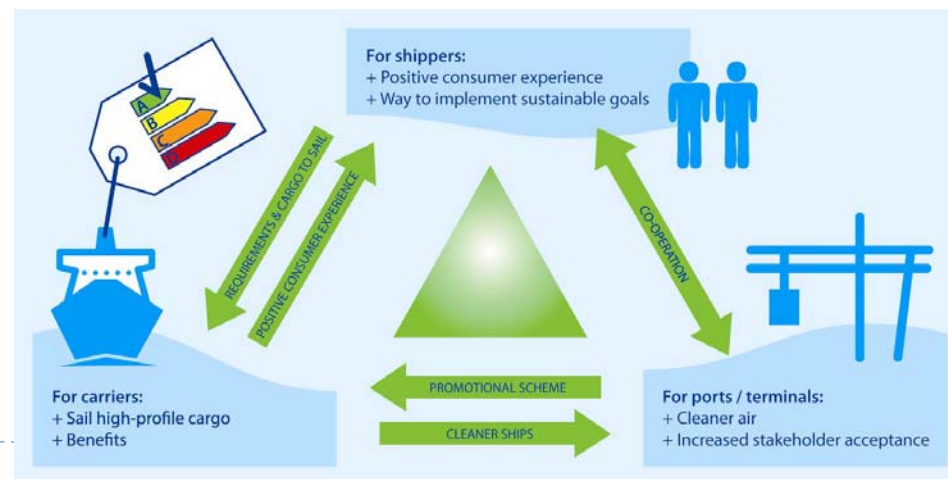 For shippers:
+ Positive consumer experience
+ Way to implement sustainable goals
A
B
C
D
REQUIREMENTS & CARGO TO SAIL
POSITIVE CONSUMER EXPERIENCE
CO-OPERATION
PROMOTIONAL SCHEME
CLEANER SHIPS
For carriers:
+ Sail high-profile cargo
+ Benefits
For ports / terminals:
+ Cleaner air
+ Increased stakeholder acceptance